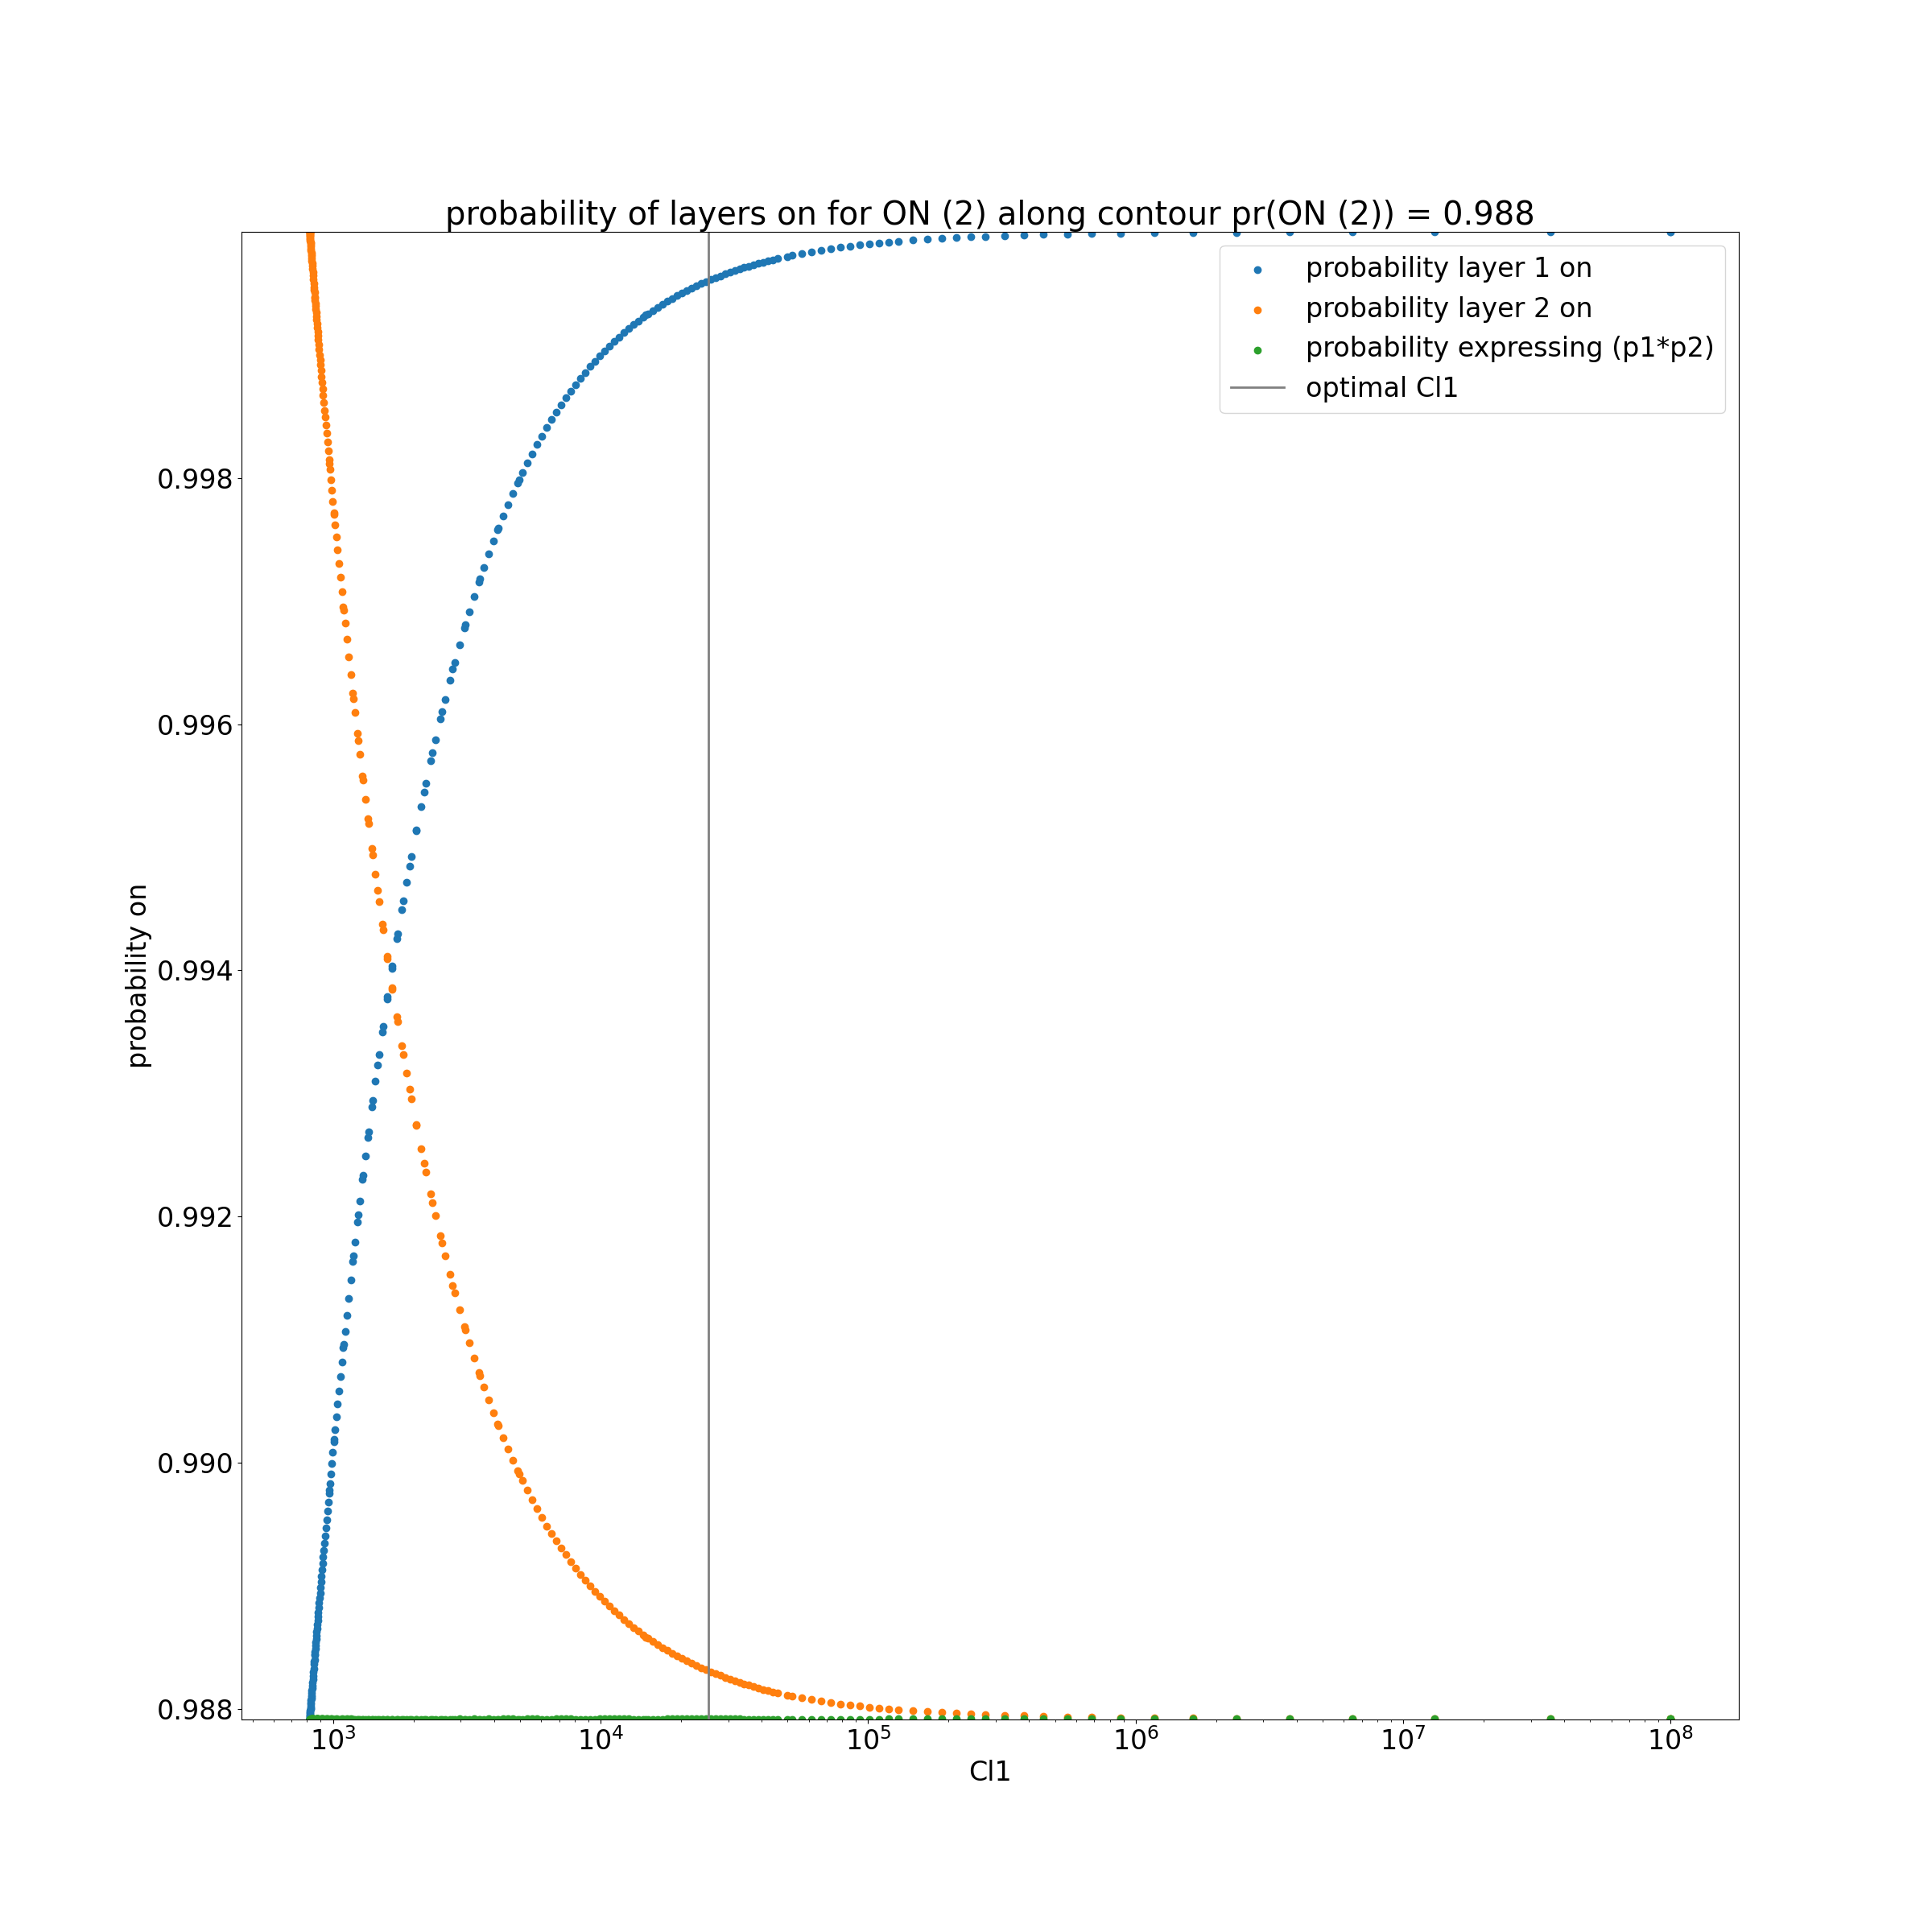 probability of layers on for ON (2) along contour pr(ON (2)) = 0.988
probability layer 1 on
probability layer 2 on
probability expressing (p1*p2)
optimal Cl1
0.998
0.996
0.994
0.992
0.990
0.988
probability on
10³ 10⁴ 10⁵ 10⁶ 10⁷ 10⁸
Cl1